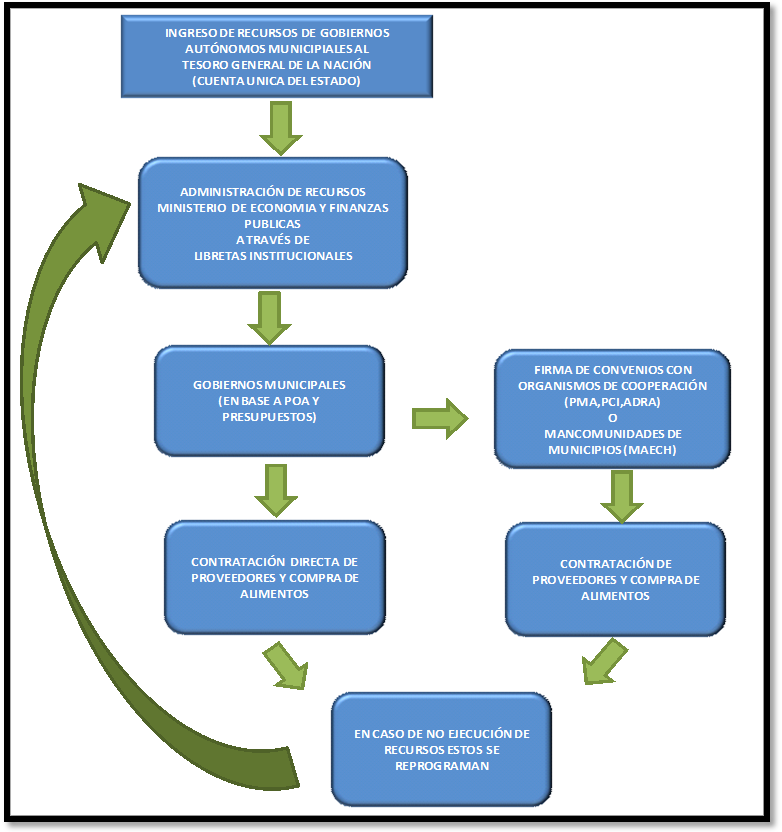 INGRESO DE RECURSOS DE GOBIERNOS
AUTÓNOMOS MUNICIPIALES AL
TESORO GENERAL DE LA NACIÓN
(CUENTA UNICA DEL ESTADO)
ADMINISTRACIÓN DE RECURSOS
MINISTERIO DE ECONOMIA Y FINANZAS
PUBLICAS
A TRAVÉS DE
LIBRETAS INSTITUCIONALES
GOBIERNOS MUNICIPALES
(EN BASE A POA Y
PRESUPUESTOS)
FIRMA DE CONVENIOS CON
ORGANISMOS DE COOPERACIÓN
(PMA,PCI,ADRA)
O
MANCOMUNIDADES DE
MUNICIPIOS (MAECH)
CONTRATACIÓN DIRECTA DE
PROVEEDORES Y COMPRA DE
ALIMENTOS
CONTRATACIÓN DE
PROVEEDORES Y COMPRA DE
ALIMENTOS
EN CASO DE NO EJECUCIÓN DE
RECURSOS ESTOS SE
REPROGRAMAN